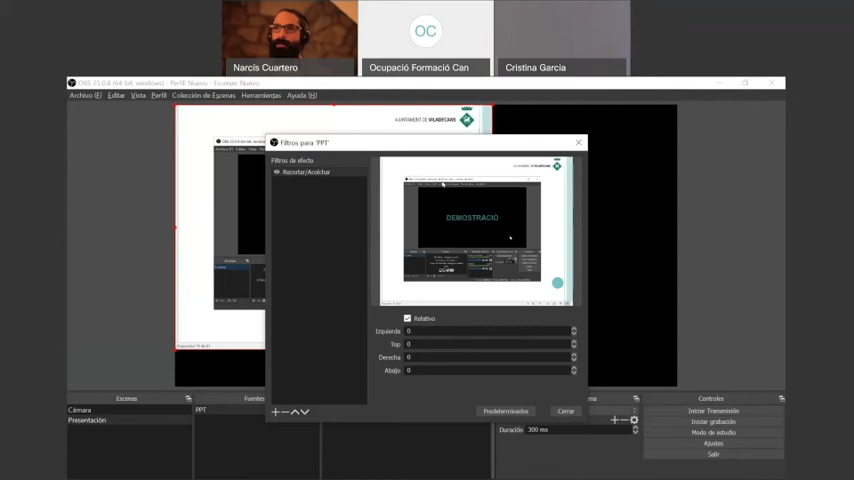 OC
Narcís Cuartero
Ocupació Formació Can
Cristina Garcia
OBS 25.0.8 (64-bit, windows) - Perfil: Nuevo - Escenas: Nuevo
Archivo (F) Editar Vista Perfil Colección de Escenas Herramientas Ayuda (H)
AJUNTAMENT DE VILADECANS
Filtros para 'PPT'
Filtros de efecto
Recortar/Acolchar
DEMOSTRACIÓ
Relativo
Izquierda 0
Top 0
Derecha 0
Abajo 0
Predeterminados
Cerrar
Escenas
Fuentes
Controles
Cámara
Presentación
PPT
Duración 300 ms
Iniciar Transmisión
Iniciar grabación
Modo de estudio
Ajustes
Salir